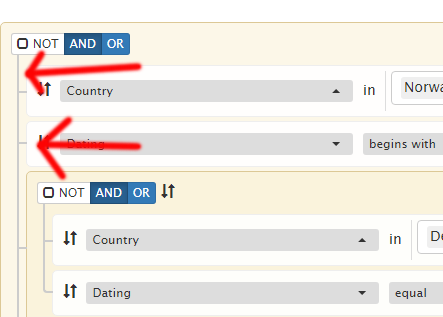 NOT AND OR
Country in Norwa
Dating begins with
NOT AND OR
Country in De
Dating equal